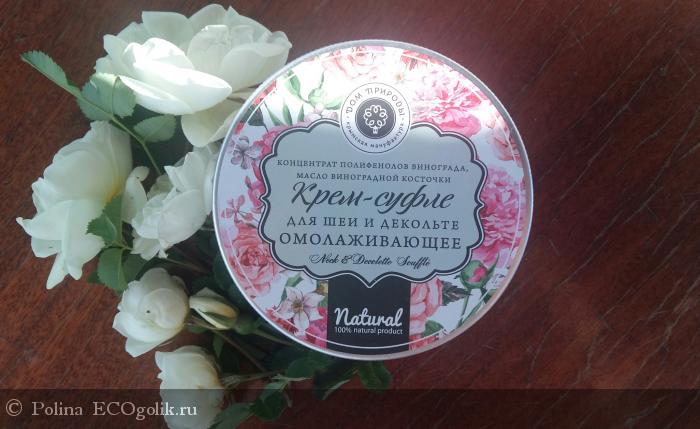 ДОМ ПРИРОДЫ
крымская мануфактура
КОНЦЕНТРАТ ПОЛИФЕНОЛОВ ВИНОГРАДА,
МАСЛО ВИНОГРАДНОЙ КОСТОЧКИ
Крем-суфле
ДЛЯ ШЕИ И ДЕКОЛЬТЕ
ОМОЛАЖИВАЮЩЕЕ
Neck & Decolette Souffle
Natural
100% natural product
© Polina ECOgolik.ru